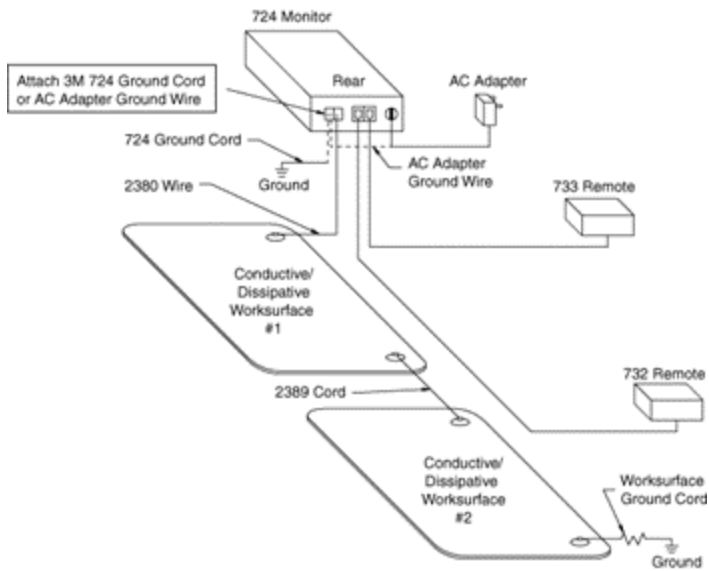 724 Monitor
Attach 3M 724 Ground Cord
or AC Adapter Ground Wire
Rear
AC Adapter
724 Ground Cord
Ground
AC Adapter
Ground Wire
2380 Wire
733 Remote
Conductive/
Dissipative
Worksurface
#1
2389 Cord
732 Remote
Conductive/
Dissipative
Worksurface
#2
Worksurface
Ground Cord
Ground